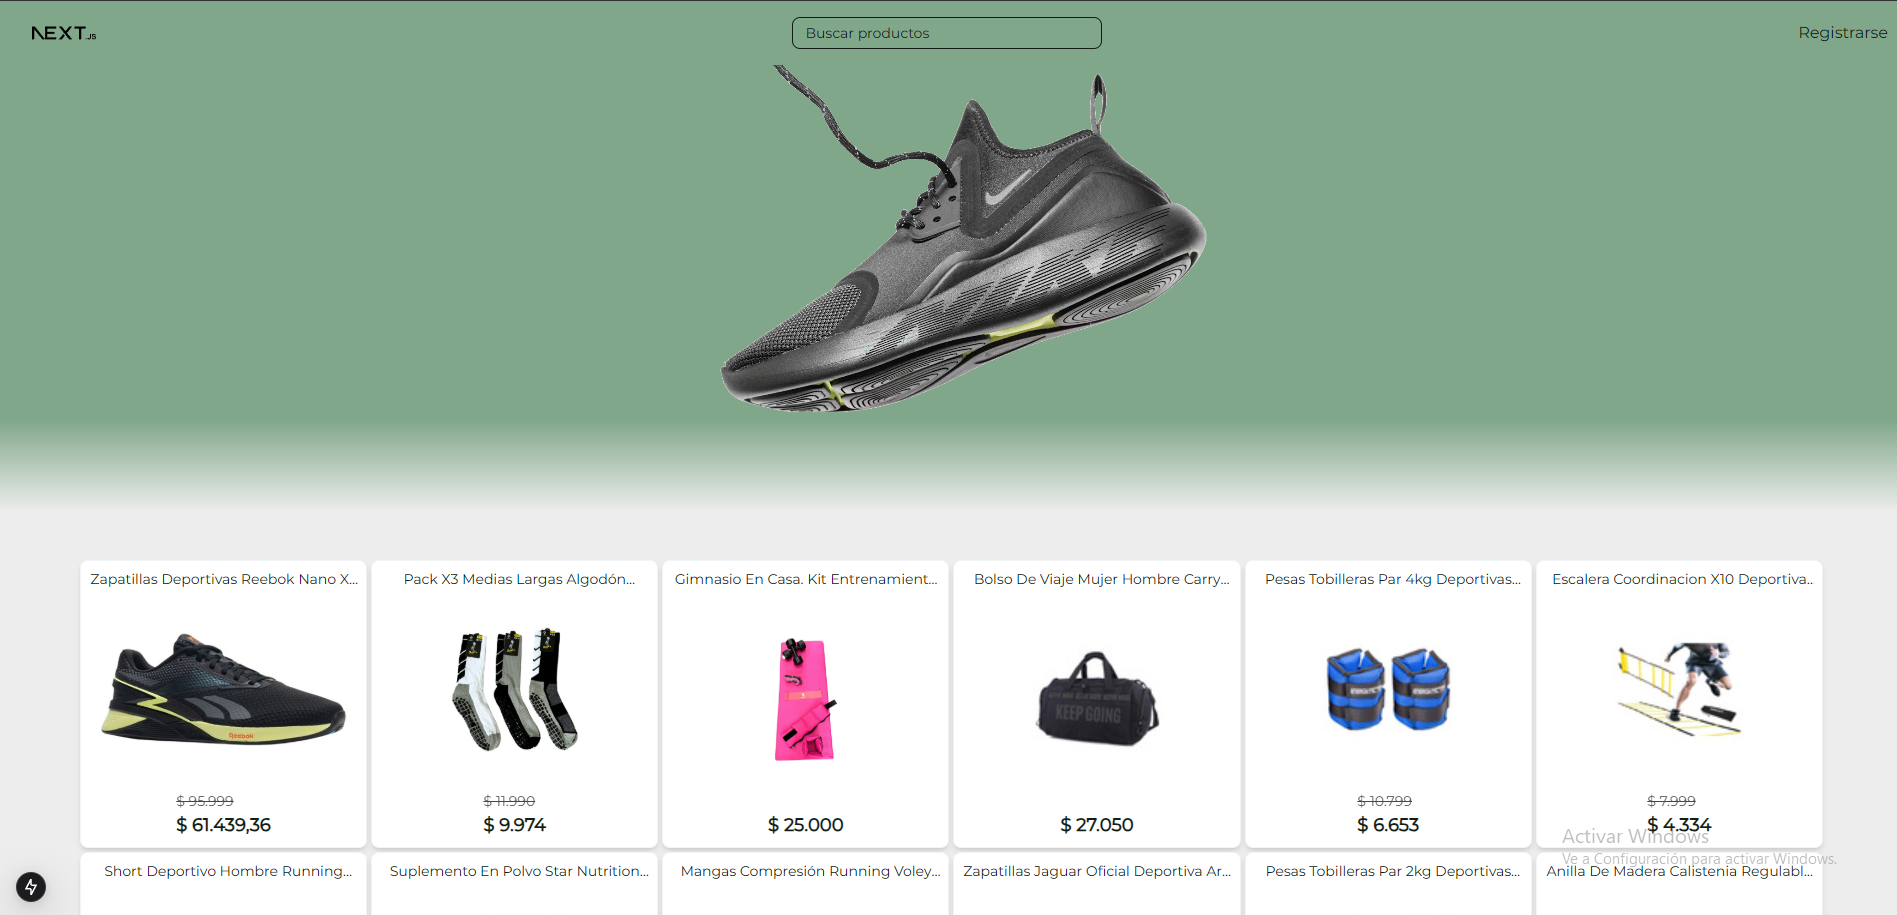 NEXT.JS
Buscar productos
Registrarse
Zapatillas Deportivas Reebok Nano X...
Pack X3 Medias Largas Algodón...
Gimnasio En Casa. Kit Entrenamient...
Bolso De Viaje Mujer Hombre Carry...
Pesas Tobilleras Par 4kg Deportivas...
Escalera Coordinacion X10 Deportiva..
Reebok
KEEP GOING
$ 95.999
$ 61.439,36
$ 11.990
$ 9.974
$ 25.000
$ 27.050
$ 10.799
$ 6.653
$ 7.999
$ 4.334
Activar Windows
Ve a Configuración para activar Windows.
Short Deportivo Hombre Running...
Suplemento En Polvo Star Nutrition...
Mangas Compresión Running Voley...
Zapatillas Jaguar Oficial Deportiva Ar...
Pesas Tobilleras Par 2kg Deportivas...
Anilla De Madera Calistenia Regulabl...